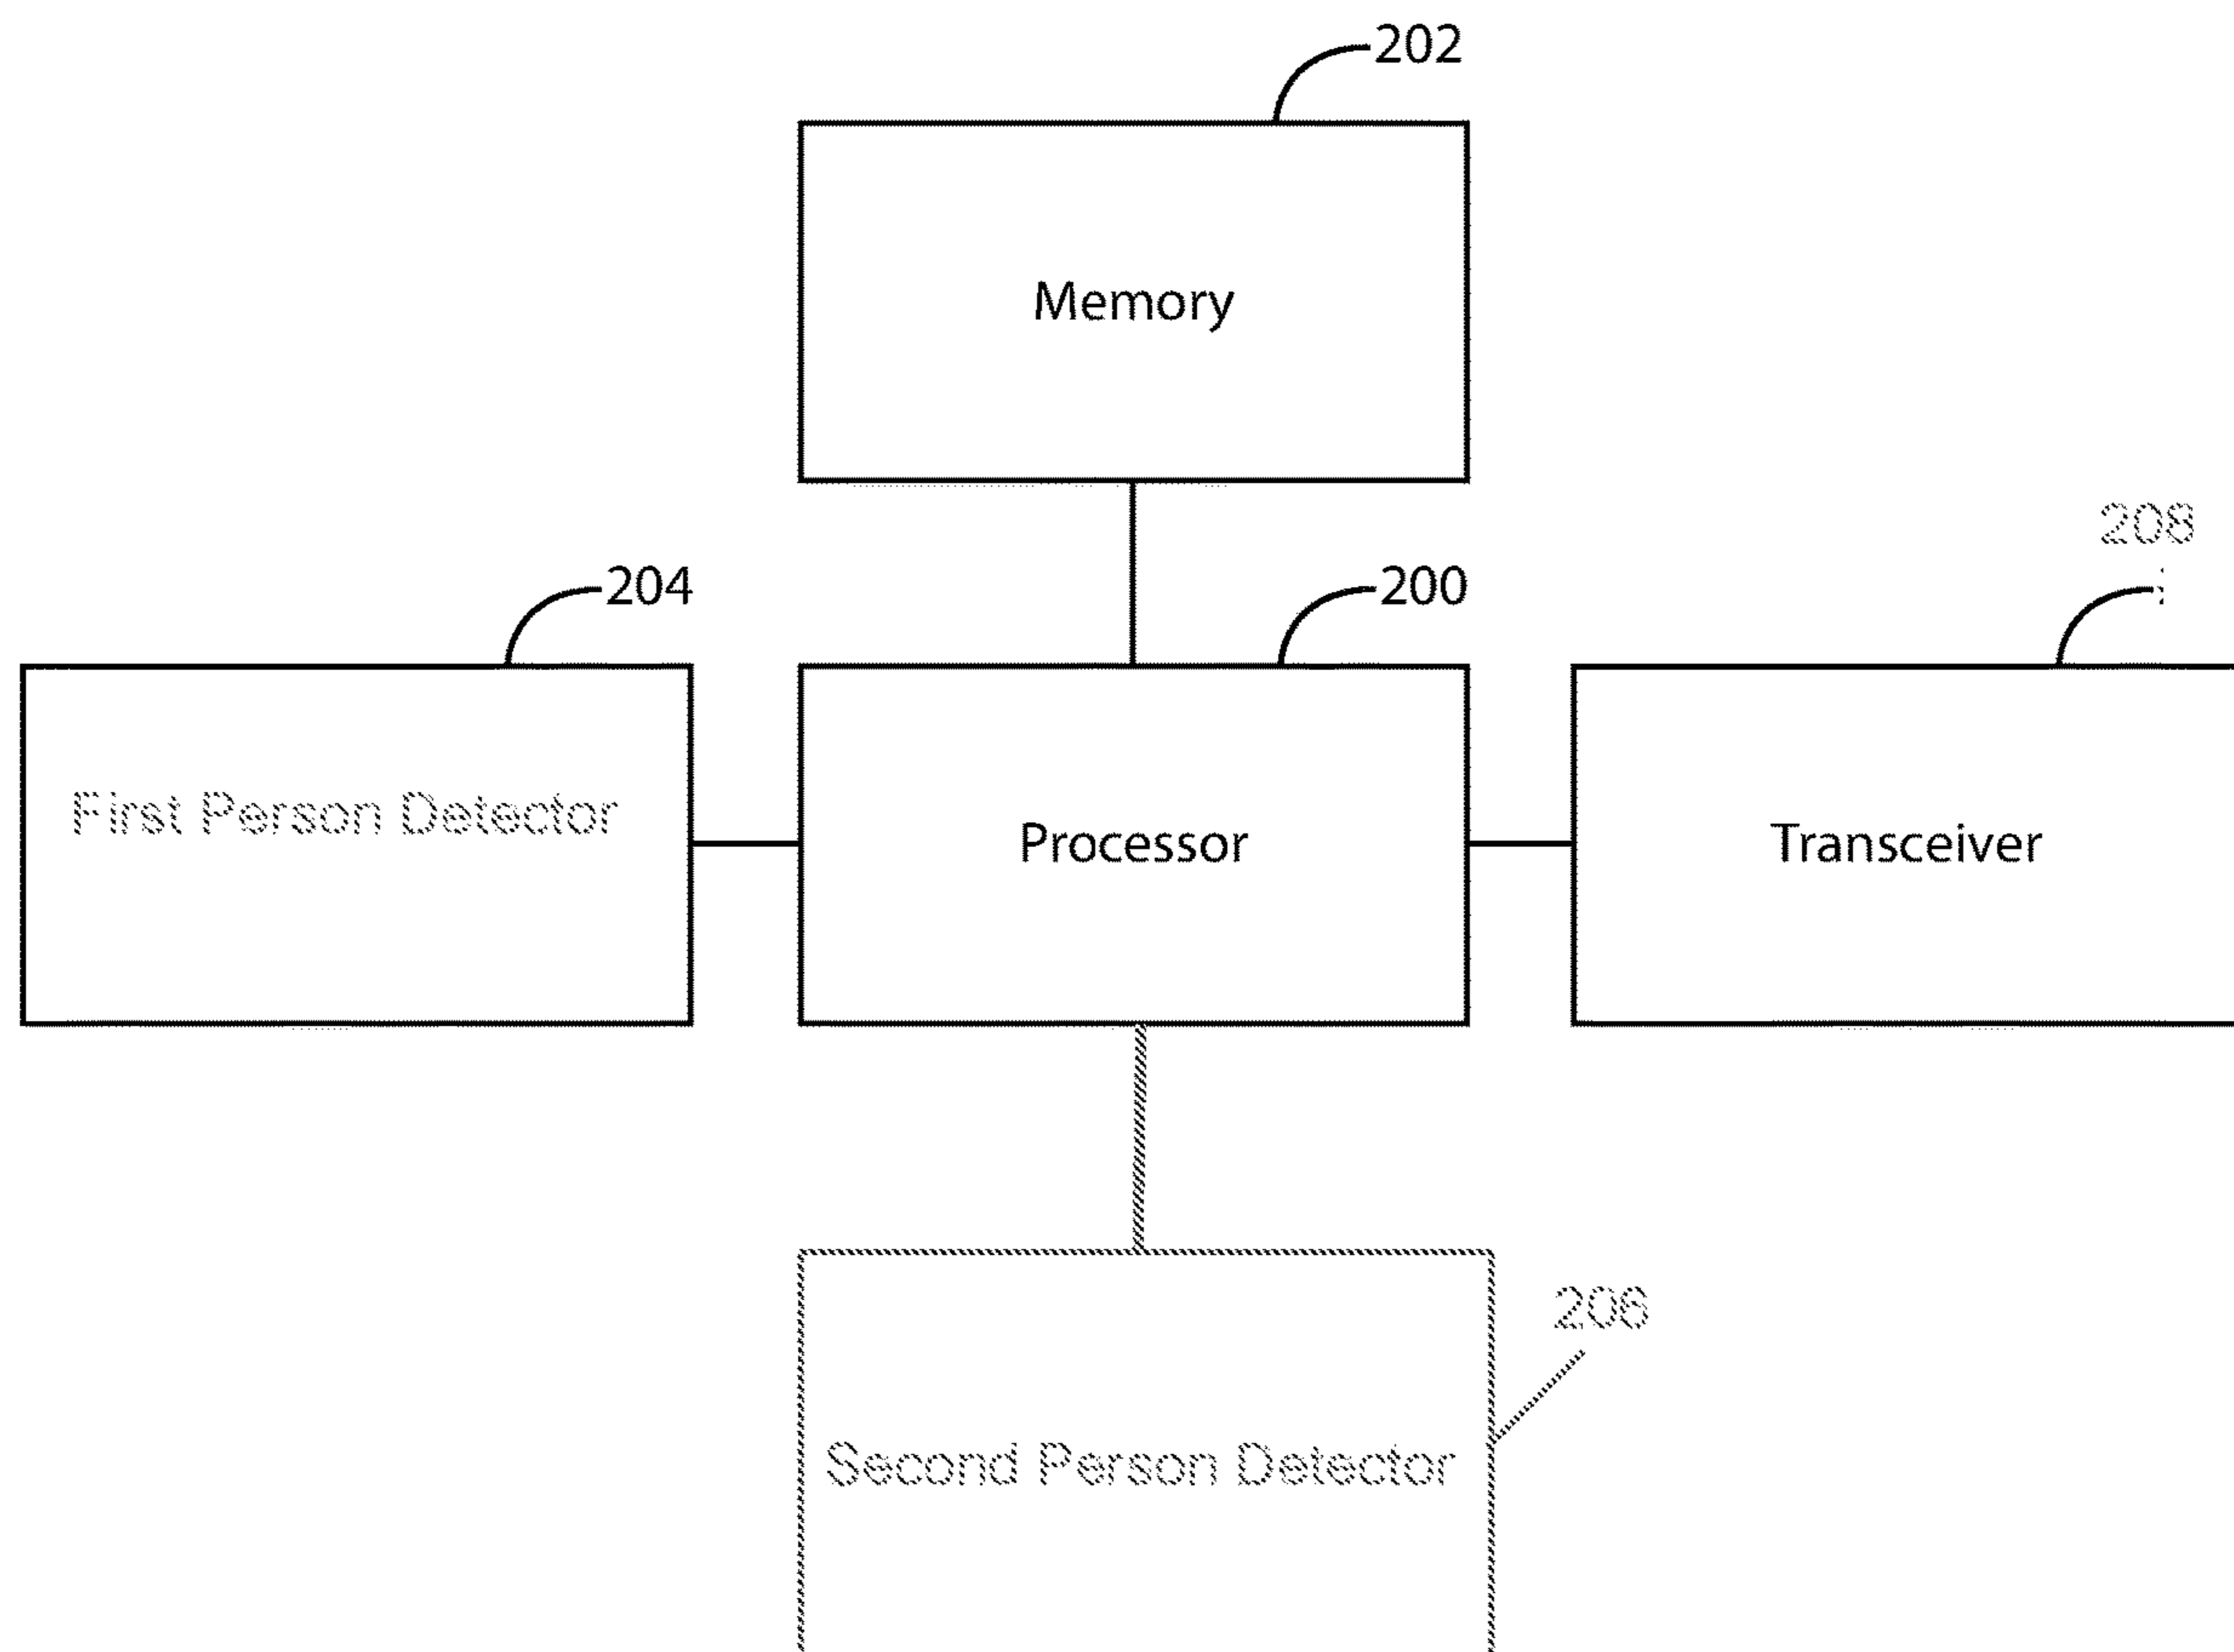 202
Memory
208
204
200
First Person Detector
Processor
Transceiver
206
Second Person Detector